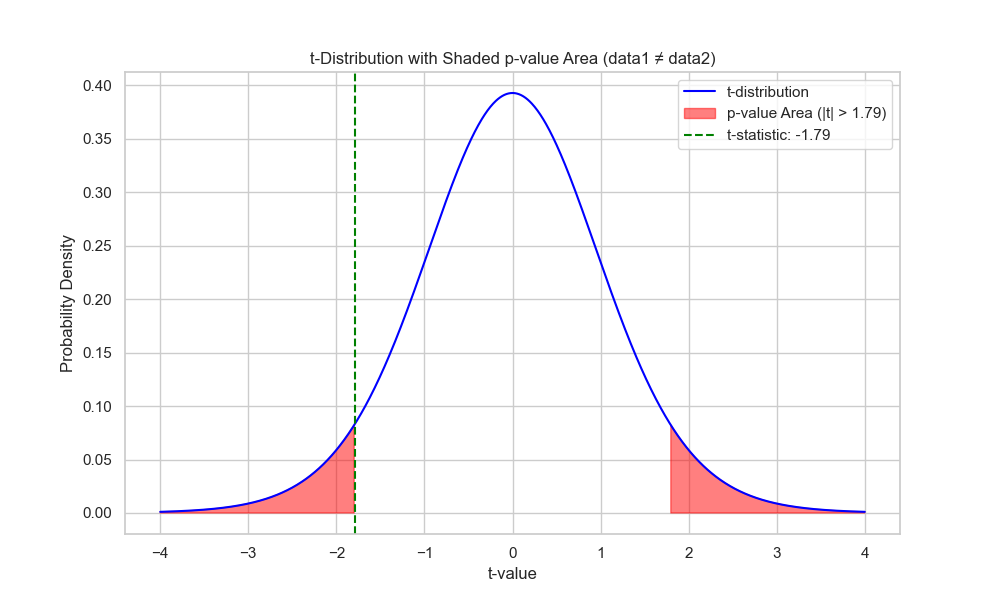 t-Distribution with Shaded p-value Area (data1 ≠ data2)
t-distribution
p-value Area (|t| > 1.79)
t-statistic: -1.79
Probability Density
0.40
0.35
0.30
0.25
0.20
0.15
0.10
0.05
0.00
−4 −3 −2 −1 0 1 2 3 4
t-value